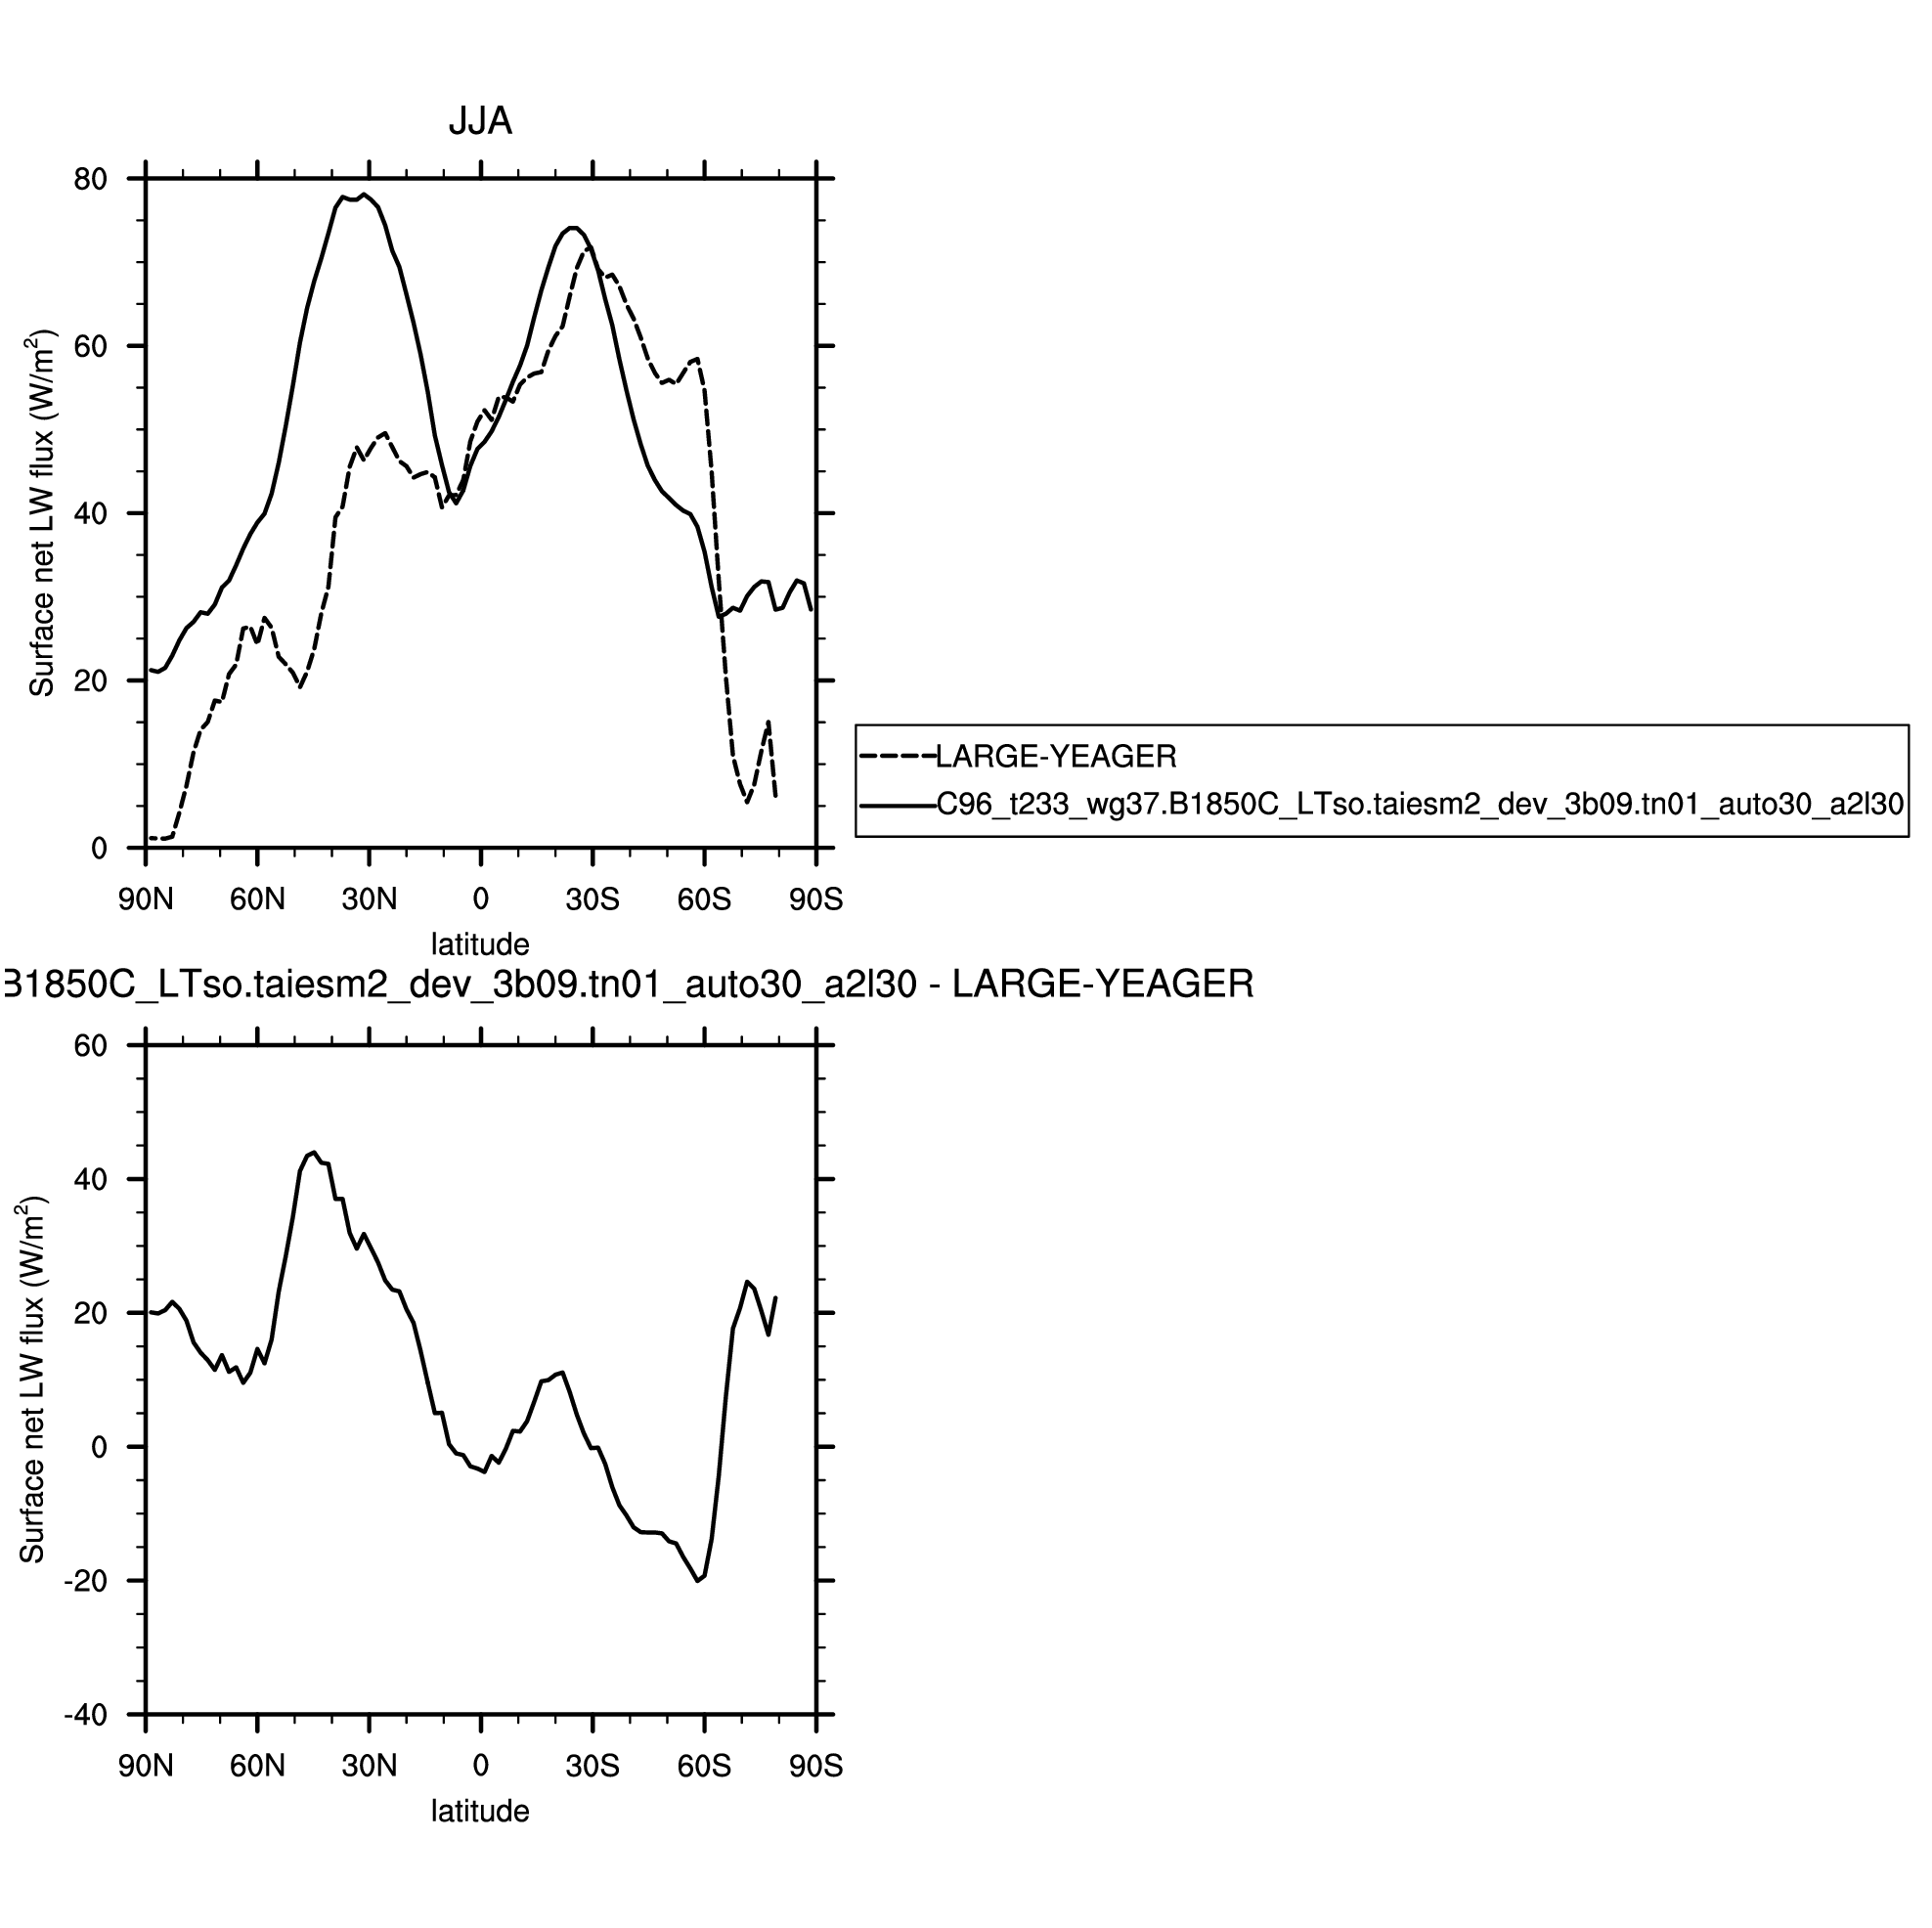 JJA
Surface net LW flux (W/m2)
80
60
40
20
0
90N 60N 30N 0 30S 60S 90S
latitude
LARGE-YEAGER
C96_t233_wg37.B1850C_LTso.taiesm2_dev_3b09.tn01_auto30_a2l30
B1850C_LTso.taiesm2_dev_3b09.tn01_auto30_a2l30 - LARGE-YEAGER
Surface net LW flux (W/m2)
60
40
20
0
-20
-40
90N 60N 30N 0 30S 60S 90S
latitude